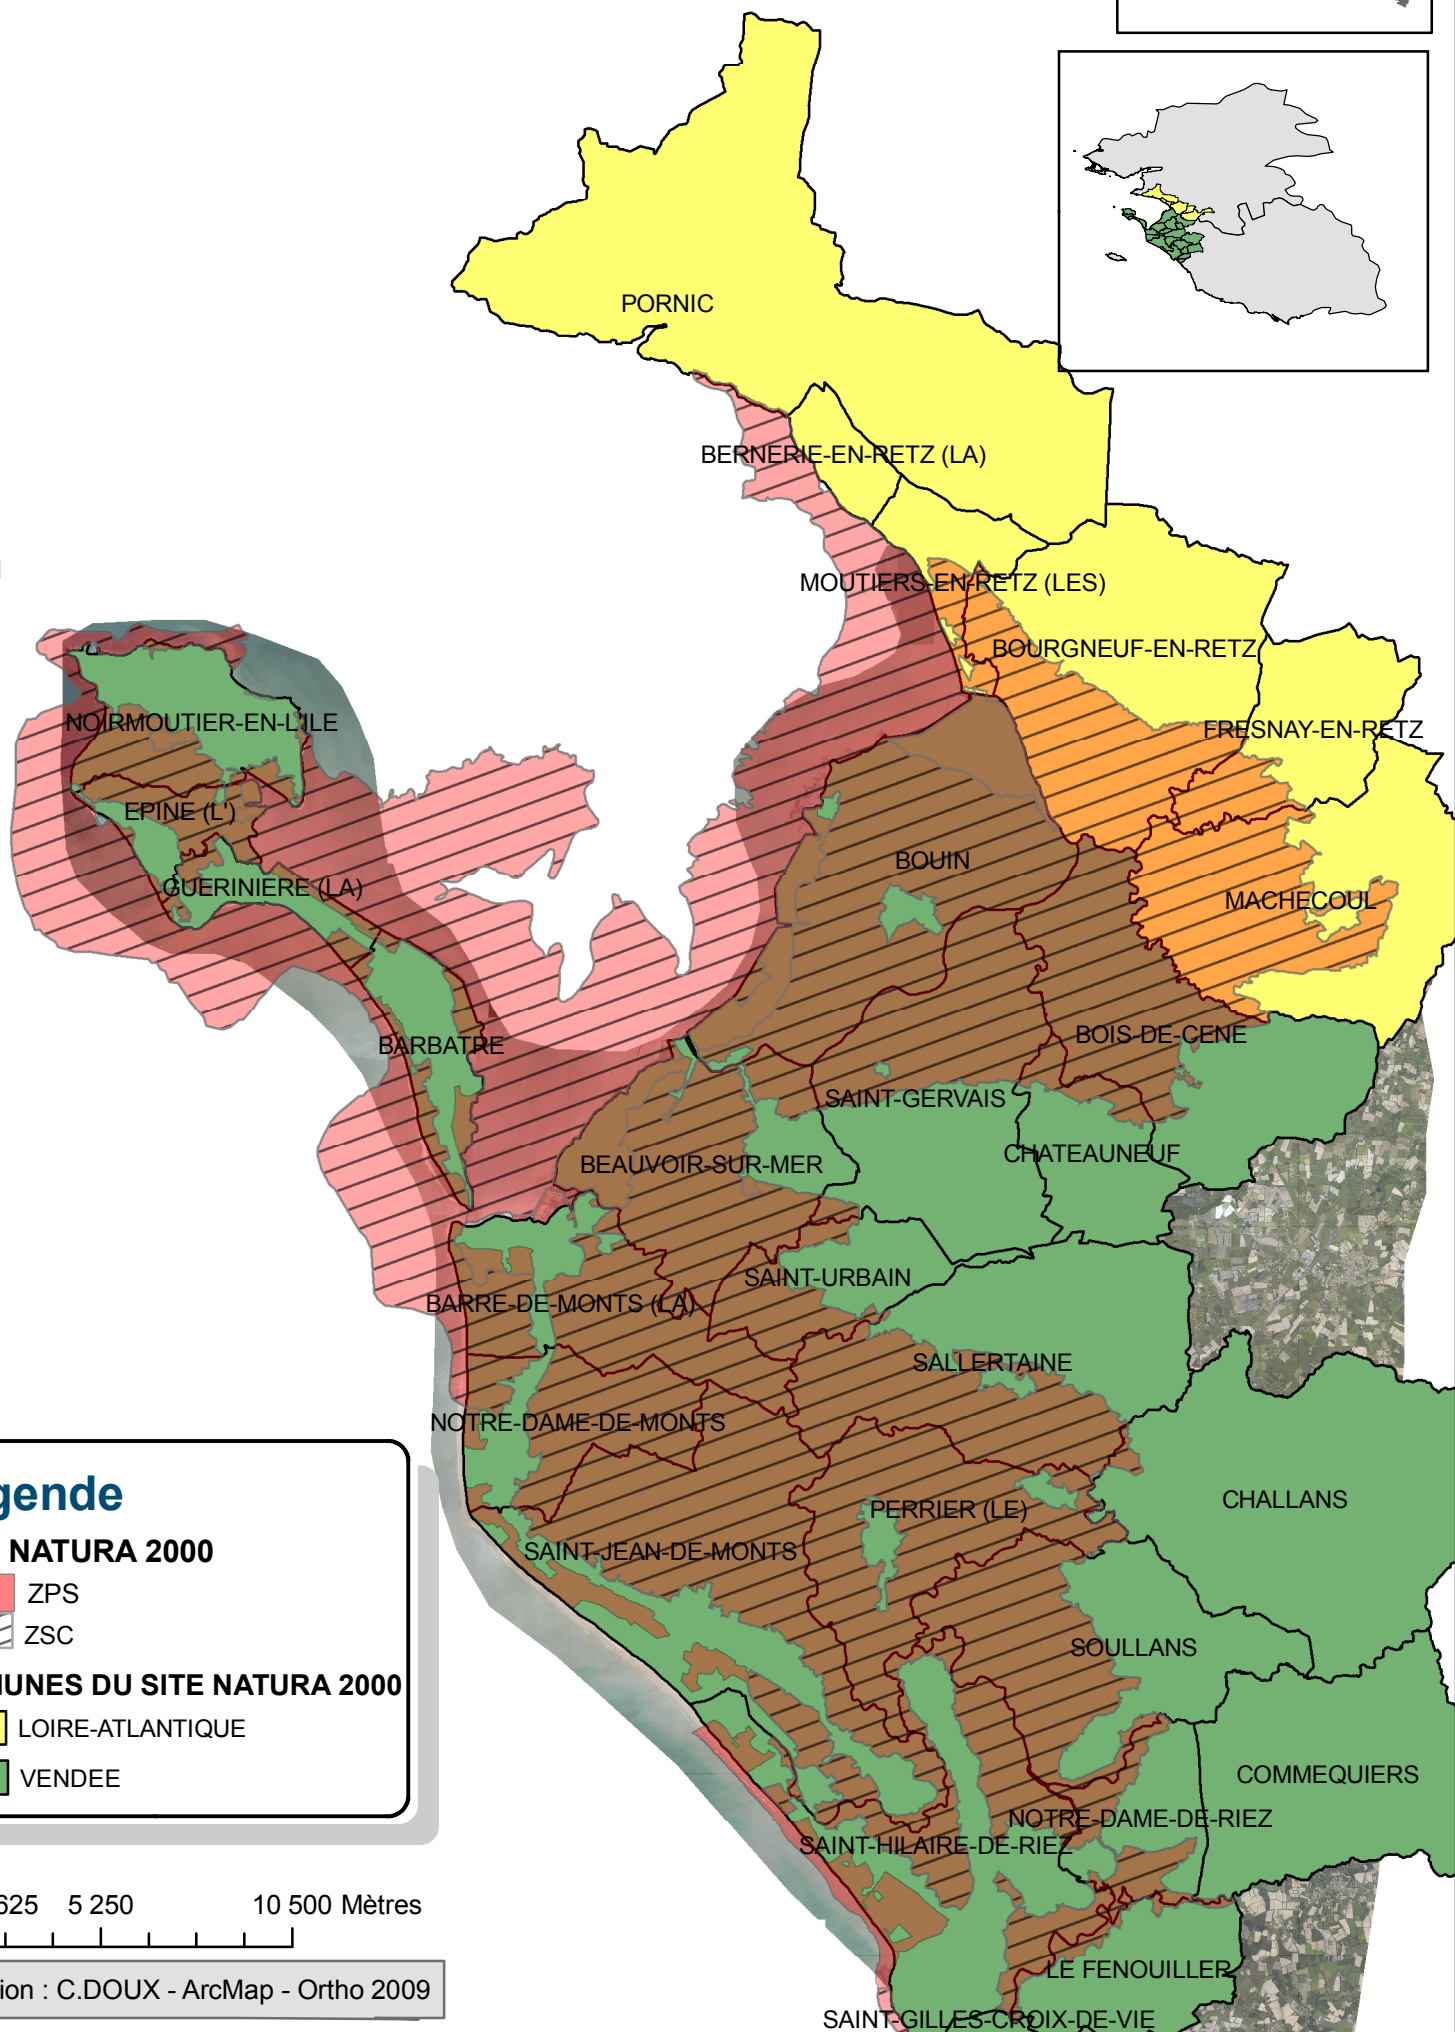 PORNIC
BERNERIE-EN-RETZ (LA)
MOUTIERS-EN-RETZ (LES)
BOURGNEUF-EN-RETZ
NOIRMOUTIER-EN-L'ILE
FRESNAY-EN-RETZ
EPINE (L')
BOUIN
GUERINIERE (LA)
MACHECOUL
BARBATRE
BOIS-DE-CENE
SAINT-GERVAIS
CHATEAUNEUF
BEAUVOIR-SUR-MER
SAINT-URBAIN
BARRE-DE-MONTS (LA)
SALLERTAINE
NOTRE-DAME-DE-MONTS
CHALLANS
PERRIER (LE)
SAINT-JEAN-DE-MONTS
SOULLANS
COMMEQUIERS
NOTRE-DAME-DE-RIEZ
SAINT-HILAIRE-DE-RIEZ
LE FENOUILLER
SAINT-GILLES-CROIX-DE-VIE
gende
NATURA 2000
ZPS
ZSC
UNES DU SITE NATURA 2000
LOIRE-ATLANTIQUE
VENDEE
625 5 250 10 500 Mètres
ion : C.DOUX - ArcMap - Ortho 2009